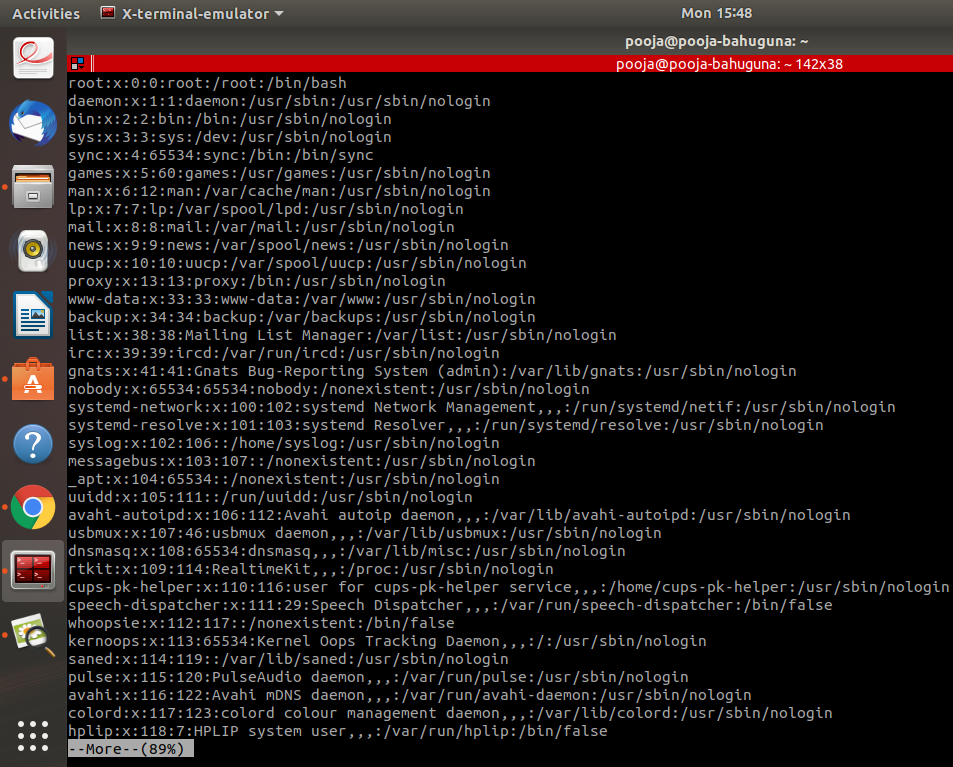 Activities X-terminal-emulator Mon 15:48
pooja@pooja-bahuguna: ~
pooja@pooja-bahuguna: ~ 142x38
root:x:0:0:root:/root:/bin/bash
daemon:x:1:1:daemon:/usr/sbin:/usr/sbin/nologin
bin:x:2:2:bin:/bin:/usr/sbin/nologin
sys:x:3:3:sys:/dev:/usr/sbin/nologin
sync:x:4:65534:sync:/bin:/bin/sync
games:x:5:60:games:/usr/games:/usr/sbin/nologin
man:x:6:12:man:/var/cache/man:/usr/sbin/nologin
lp:x:7:7:lp:/var/spool/lpd:/usr/sbin/nologin
mail:x:8:8:mail:/var/mail:/usr/sbin/nologin
news:x:9:9:news:/var/spool/news:/usr/sbin/nologin
uucp:x:10:10:uucp:/var/spool/uucp:/usr/sbin/nologin
proxy:x:13:13:proxy:/bin:/usr/sbin/nologin
www-data:x:33:33:www-data:/var/www:/usr/sbin/nologin
backup:x:34:34:backup:/var/backups:/usr/sbin/nologin
list:x:38:38:Mailing List Manager:/var/list:/usr/sbin/nologin
irc:x:39:39:ircd:/var/run/ircd:/usr/sbin/nologin
gnats:x:41:41:Gnats Bug-Reporting System (admin):/var/lib/gnats:/usr/sbin/nologin
nobody:x:65534:65534:nobody:/nonexistent:/usr/sbin/nologin
systemd-network:x:100:102:systemd Network Management,,,:/run/systemd/netif:/usr/sbin/nologin
systemd-resolve:x:101:103:systemd Resolver,,,:/run/systemd/resolve:/usr/sbin/nologin
syslog:x:102:106::/home/syslog:/usr/sbin/nologin
messagebus:x:103:107::/nonexistent:/usr/sbin/nologin
_apt:x:104:65534::/nonexistent:/usr/sbin/nologin
uuidd:x:105:111::/run/uuidd:/usr/sbin/nologin
avahi-autoipd:x:106:112:Avahi autoip daemon,,,:/var/lib/avahi-autoipd:/usr/sbin/nologin
usbmux:x:107:46:usbmux daemon,,,:/var/lib/usbmux:/usr/sbin/nologin
dnsmasq:x:108:65534:dnsmasq,,,:/var/lib/misc:/usr/sbin/nologin
rtkit:x:109:114:RealtimeKit,,,:/proc:/usr/sbin/nologin
cups-pk-helper:x:110:116:user for cups-pk-helper service,,,:/home/cups-pk-helper:/usr/sbin/nologin
speech-dispatcher:x:111:29:Speech Dispatcher,,,:/var/run/speech-dispatcher:/bin/false
whoopsie:x:112:117::/nonexistent:/bin/false
kernoops:x:113:65534:Kernel Oops Tracking Daemon,,,:/:/usr/sbin/nologin
saned:x:114:119::/var/lib/saned:/usr/sbin/nologin
pulse:x:115:120:PulseAudio daemon,,,:/var/run/pulse:/usr/sbin/nologin
avahi:x:116:122:Avahi mDNS daemon,,,:/var/run/avahi-daemon:/usr/sbin/nologin
colord:x:117:123:colord colour management daemon,,,:/var/lib/colord:/usr/sbin/nologin
hplip:x:118:7:HPLIP system user,,,:/var/run/hplip:/bin/false
--More--(89%)